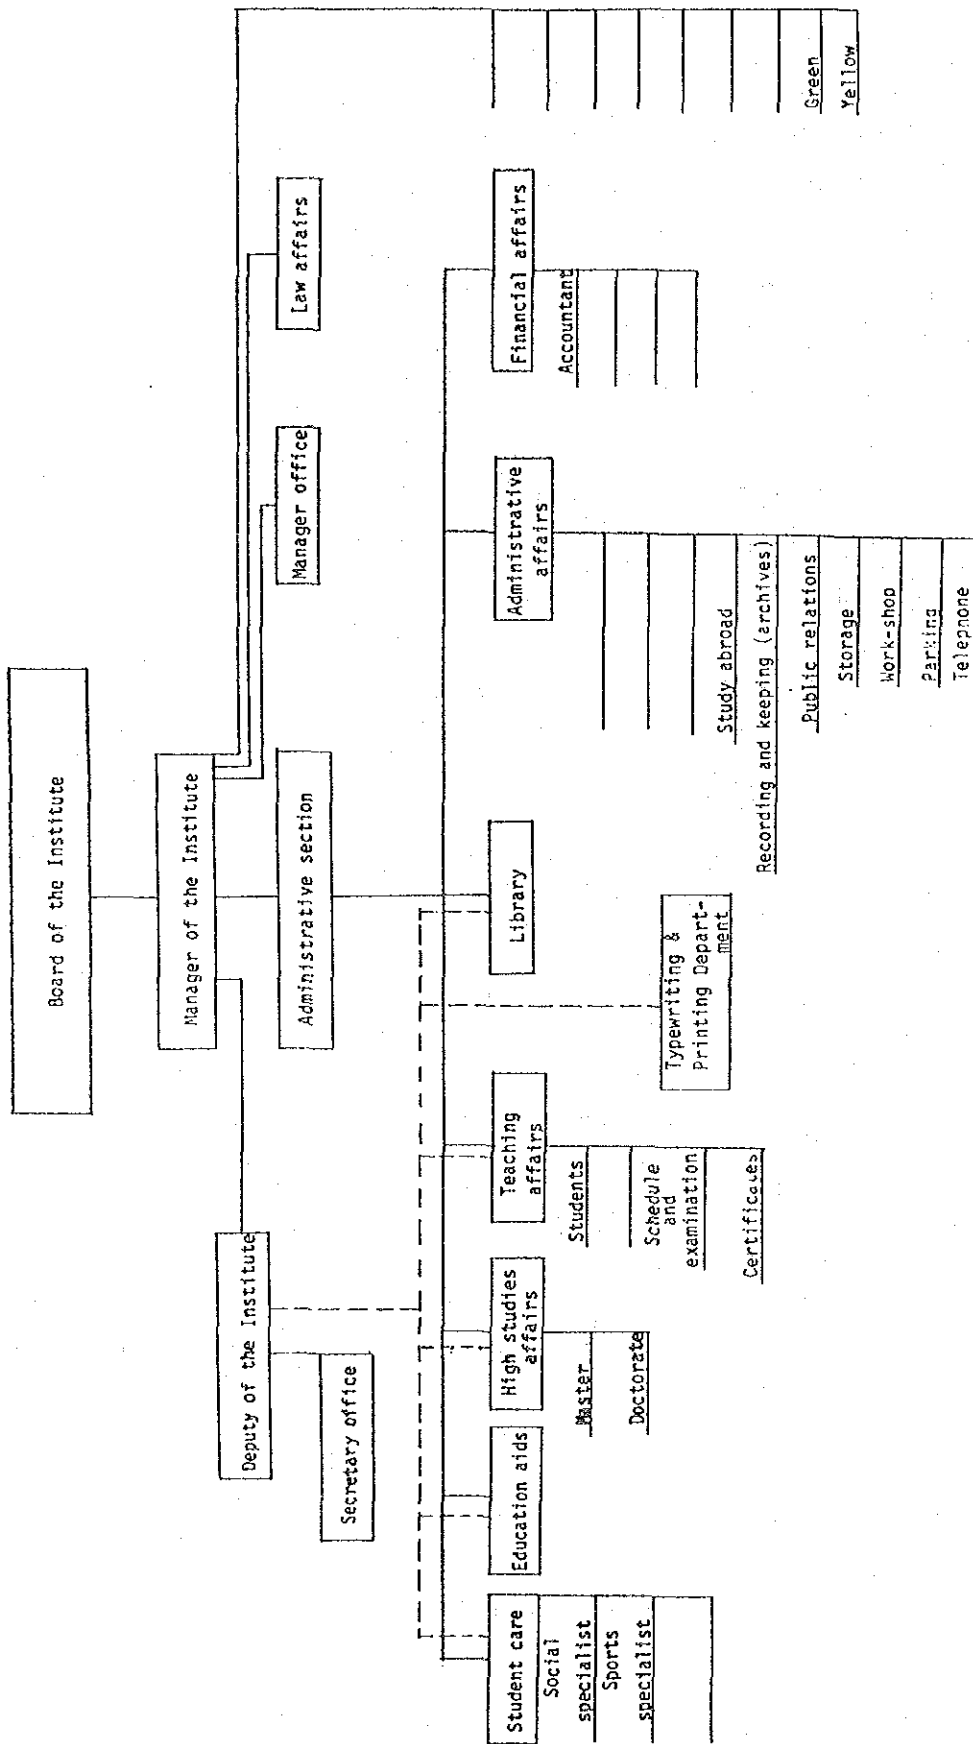 Board of the Institute
Manager of the Institute
Deputy of the Institute
Secretary office
Administrative section
Manager office
Law affairs
Student care
Social
specialist
Sports
specialist
Education aids
High studies
affairs
Master
Doctorate
Teaching
affairs
Students
Schedule
and
examination
Certificates
Typewriting &
Printing Depart-
ment
Library
Administrative
affairs
Study abroad
Recording and keeping (archives)
Public relations
Storage
Work-shop
Parking
Telephone
Financial affairs
Accountant
Green
Yellow